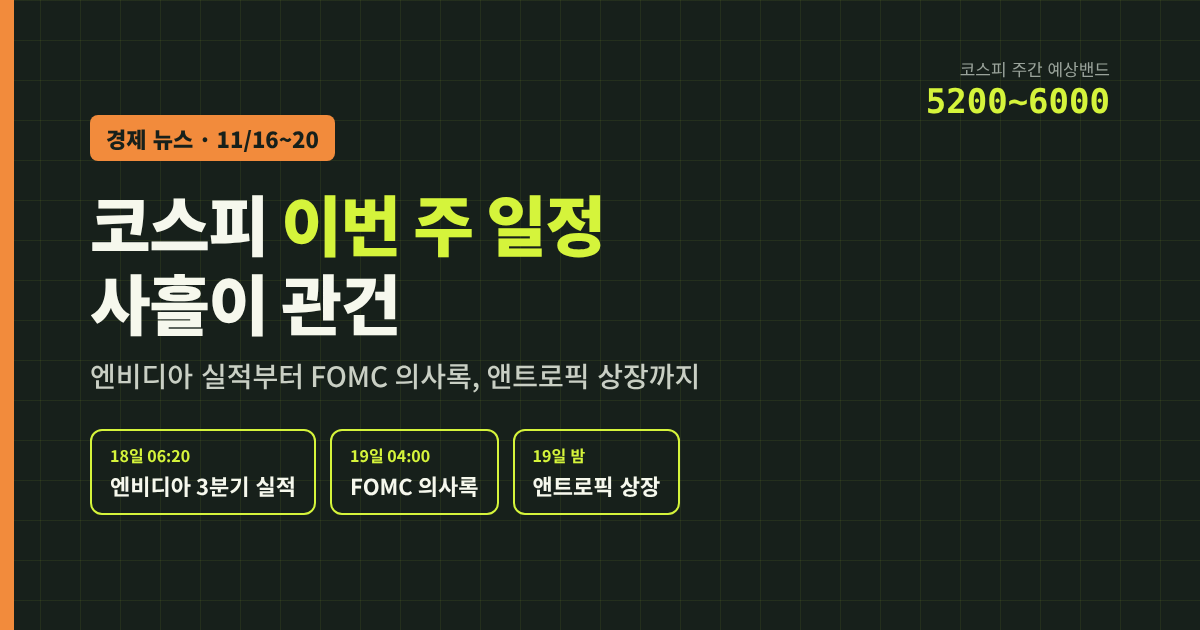 코스피 주간 예상밴드
5200~6000
경제 뉴스 · 11/16~20
코스피 이번 주 일정
사흘이 관건
엔비디아 실적부터 FOMC 의사록, 앤트로픽 상장까지
18일 06:20
엔비디아 3분기 실적
19일 04:00
FOMC 의사록
19일 밤
앤트로픽 상장